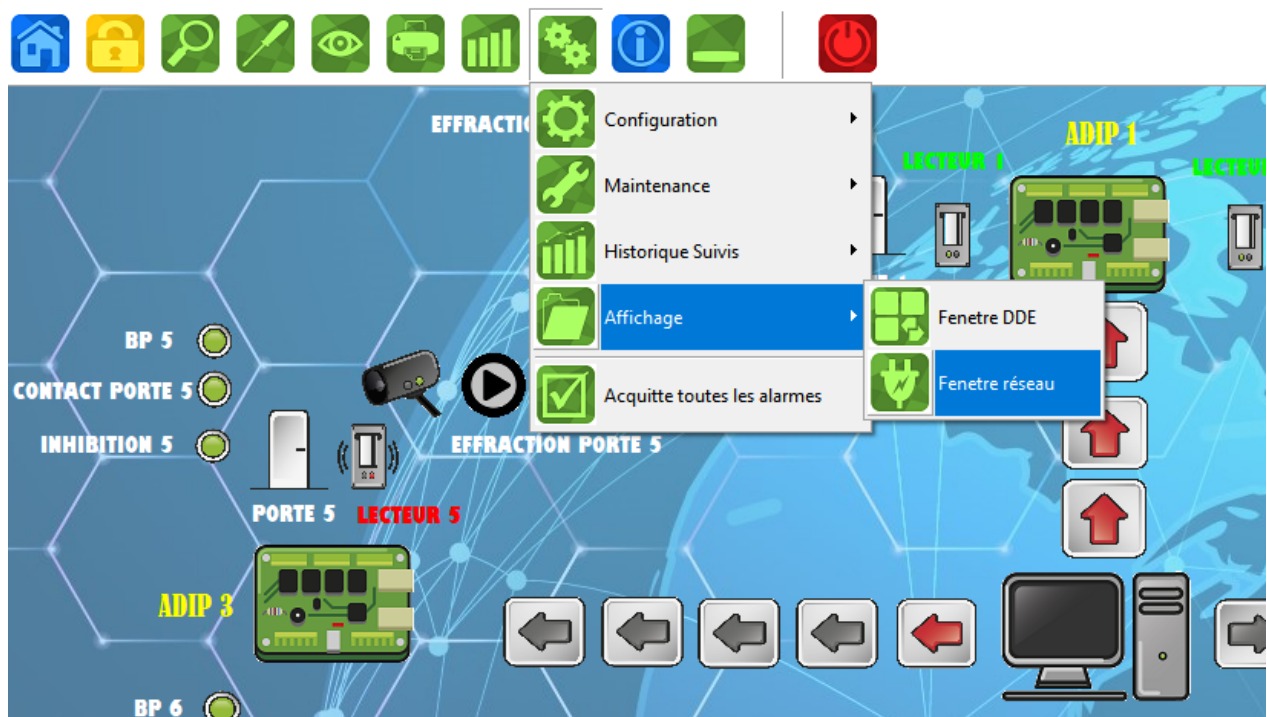 EFFRACTI
Configuration
ADIP 1
LECTEUR 1
LECTEU
Maintenance
Historique Suivis
Affichage
Fenetre DDE
BP 5
CONTACT PORTE 5
Fenetre réseau
Acquitte toutes les alarmes
INHIBITION 5
EFFRACTION PORTE 5
PORTE 5
LECTEUR 5
ADIP 3
BP 6